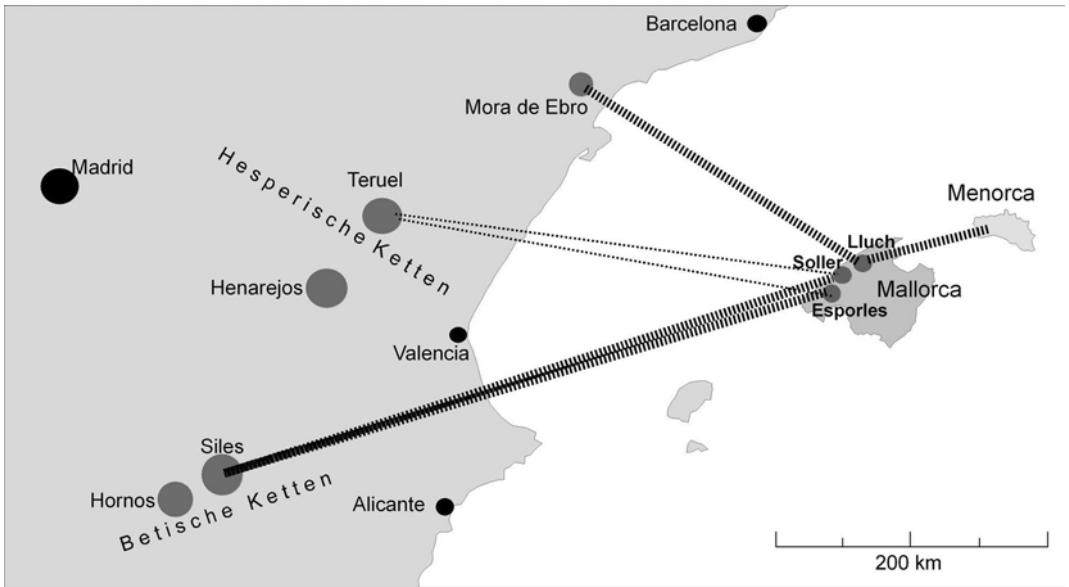 Barcelona
Mora de Ebro
Madrid
Hesperische Ketten
Teruel
Menorca
Lluch
Soller
Henarejos
Mallorca
Esporles
Valencia
Siles
Hornos
Betische Ketten
Alicante
200 km